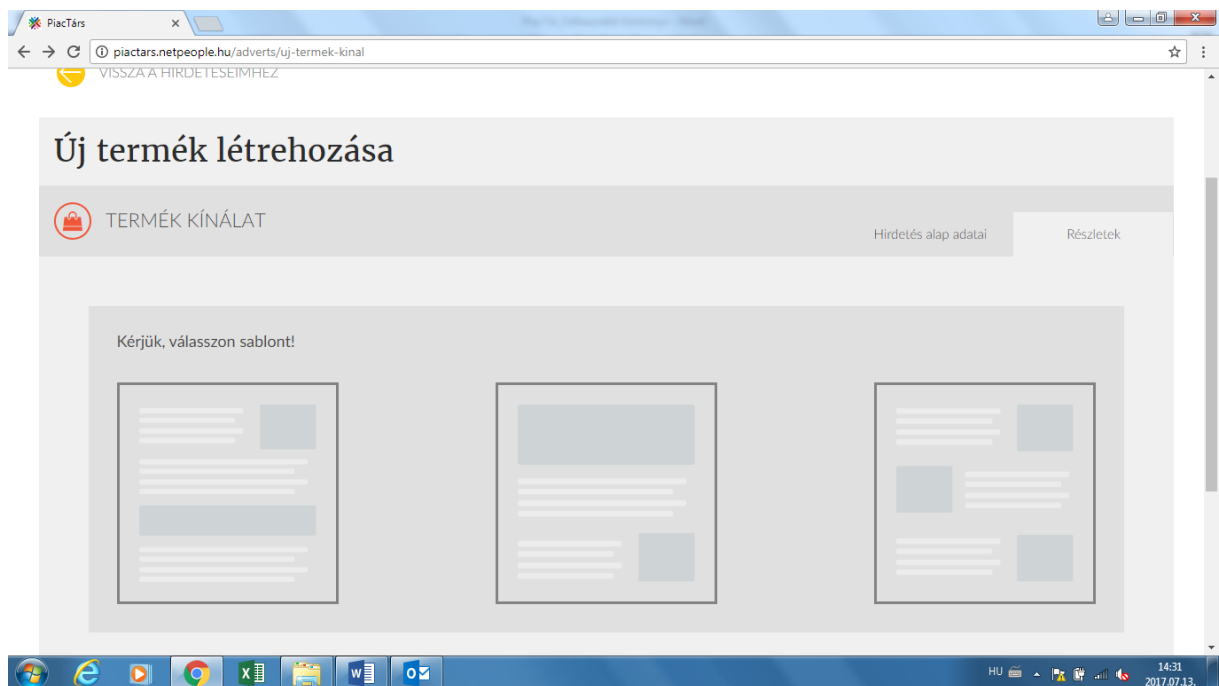 PiacTárs
piactars.netpeople.hu/adverts/uj-termek-kinal
VISSZA A HIRDETÉSEIMHEZ
Új termék létrehozása
TERMÉK KÍNÁLAT
Hirdetés alap adatai
Részletek
Kérjük, válasszon sablont!
HU
14:31
2017.07.13.